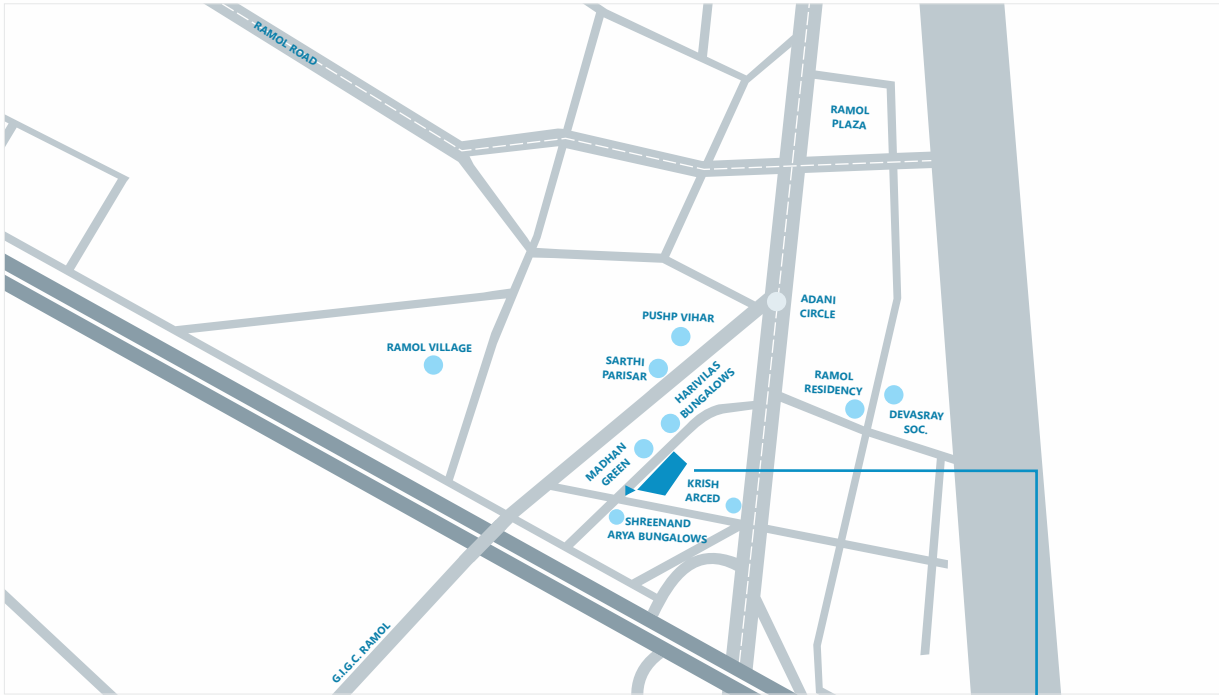 RAMOL ROAD
RAMOL
PLAZA
ADANI
CIRCLE
PUSHP VIHAR
RAMOL VILLAGE
SARTHI
PARISAR
HARIVILAS
BUNGALOWS
RAMOL
RESIDENCY
DEVASRAY
SOC.
MADHAN
GREEN
KRISH
ARCED
SHREENAND
ARYA BUNGALOWS
G.I.G.C. RAMOL